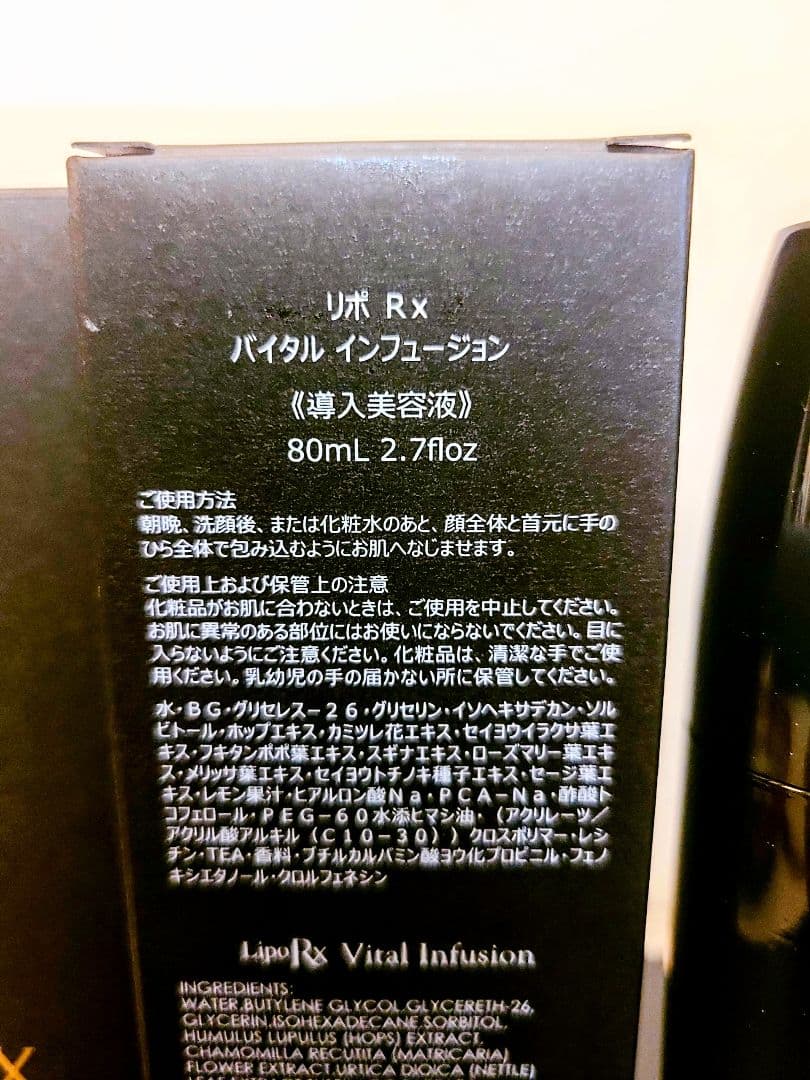 リポ Rx
バイタル インフュージョン
《導入美容液》
80mL 2.7floz
ご使用方法
朝晩、洗顔後、または化粧水のあと、顔全体と首元に手の
ひら全体で包み込むようにお肌へなじませます。
ご使用上および保管上の注意
化粧品がお肌に合わないときは、ご使用を中止してください。
お肌に異常のある部位にはお使いにならないでください。目に
入らないようにご注意ください。化粧品は、清潔な手でご使
用ください。乳幼児の手の届かない所に保管してください。
水・BG・グリセレス−26・グリセリン・イソヘキサデカン・ソル
ビトール・ホップエキス・カミツレ花エキス・セイヨウイラクサ葉エ
キス・フキタンポポ葉エキス・スギナエキス・ローズマリー葉エキ
ス・メリッサ葉エキス・セイヨウトチノキ種子エキス・セージ葉エ
キス・レモン果汁・ヒアルロン酸Na・PCA−Na・酢酸ト
コフェロール・PEG−60水添ヒマシ油・（アクリレーツ／
アクリル酸アルキル（C10−30））クロスポリマー・レシ
チン・TEA・香料・ブチルカルバミン酸ヨウ化プロピニル・フェノ
キシエタノール・クロルフェネシン
LipoRx Vital Infusion
INGREDIENTS:
WATER,BUTYLENE GLYCOL,GLYCERETH-26,
GLYCERIN,ISOHEXADECANE,SORBITOL,
HUMULUS LUPULUS (HOPS) EXTRACT,
CHAMOMILLA RECUTITA (MATRICARIA)
FLOWER EXTRACT,URTICA DIOICA (NETTLE)
X